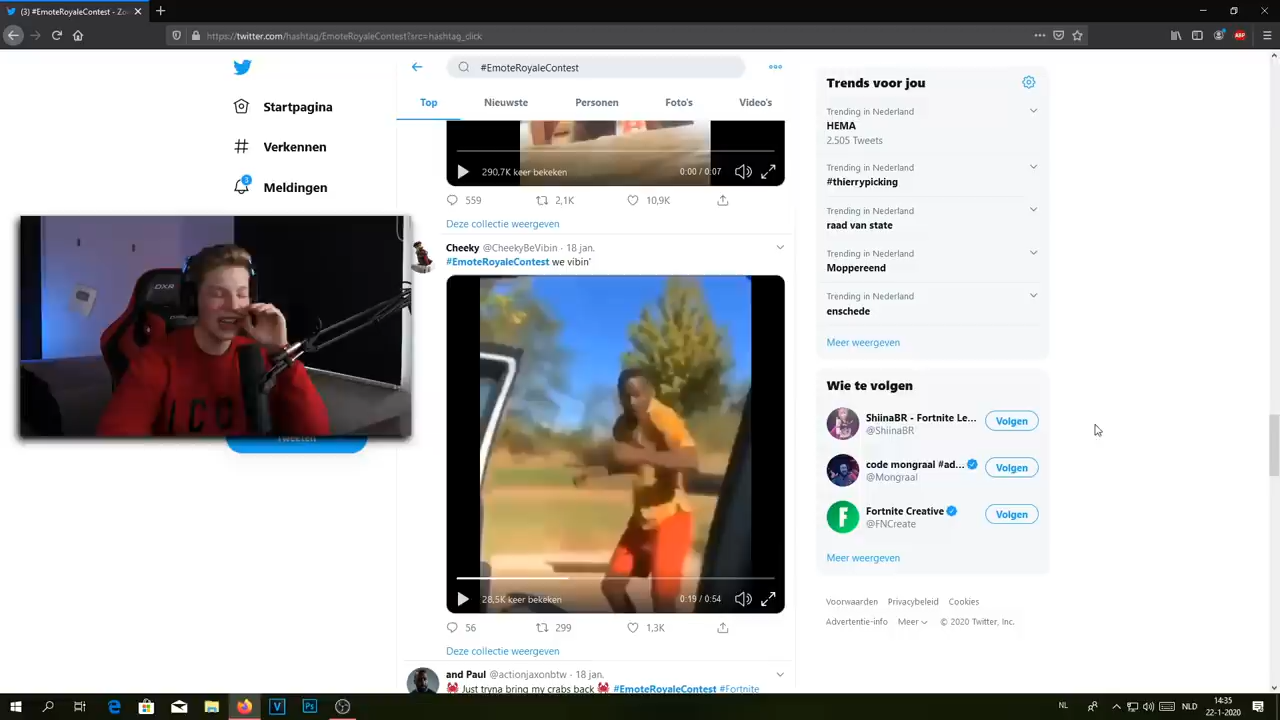 (3) #EmoteRoyaleContest - Zo
https://twitter.com/hashtag/EmoteRoyaleContest?src=hashtag_click
ABP
#EmoteRoyaleContest
Top
Nieuwste
Personen
Foto's
Video's
Startpagina
Verkennen
3
Meldingen
Tweeten
DXR
290,7K keer bekeken
0:00 / 0:07
559
2,1K
10,9K
Deze collectie weergeven
Cheeky @CheekyBeVibin · 18 jan.
#EmoteRoyaleContest we vibin'
28,5K keer bekeken
0:19 / 0:54
56
299
1,3K
Deze collectie weergeven
and Paul @actionjaxonbtw · 18 jan.
Just tryna bring my crabs back #EmoteRoyaleContest #Fortnite
Trends voor jou
Trending in Nederland
HEMA
2.505 Tweets
Trending in Nederland
#thierrypicking
Trending in Nederland
raad van state
Trending in Nederland
Moppereend
Trending in Nederland
enschede
Meer weergeven
Wie te volgen
ShiinaBR - Fortnite Le...
@ShiinaBR
Volgen
code mongraal #ad...
@Mongraal
Volgen
Fortnite Creative
@FNCreate
Volgen
Meer weergeven
Voorwaarden Privacybeleid Cookies
Advertentie-info Meer © 2020 Twitter, Inc.
NL
NLD
14:35
22-1-2020